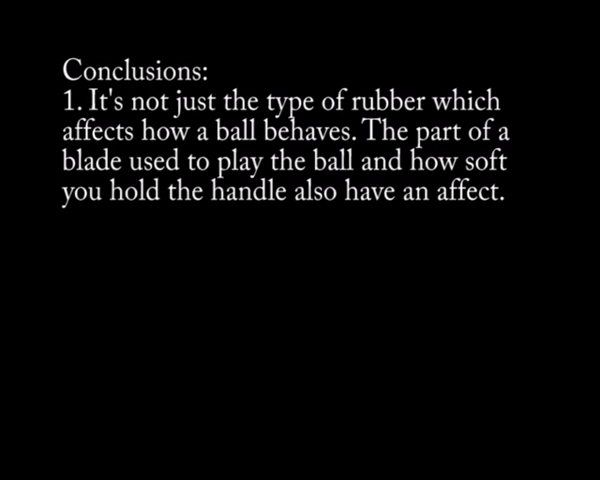 Conclusions:
1. It's not just the type of rubber which
affects how a ball behaves. The part of a
blade used to play the ball and how soft
you hold the handle also have an affect.